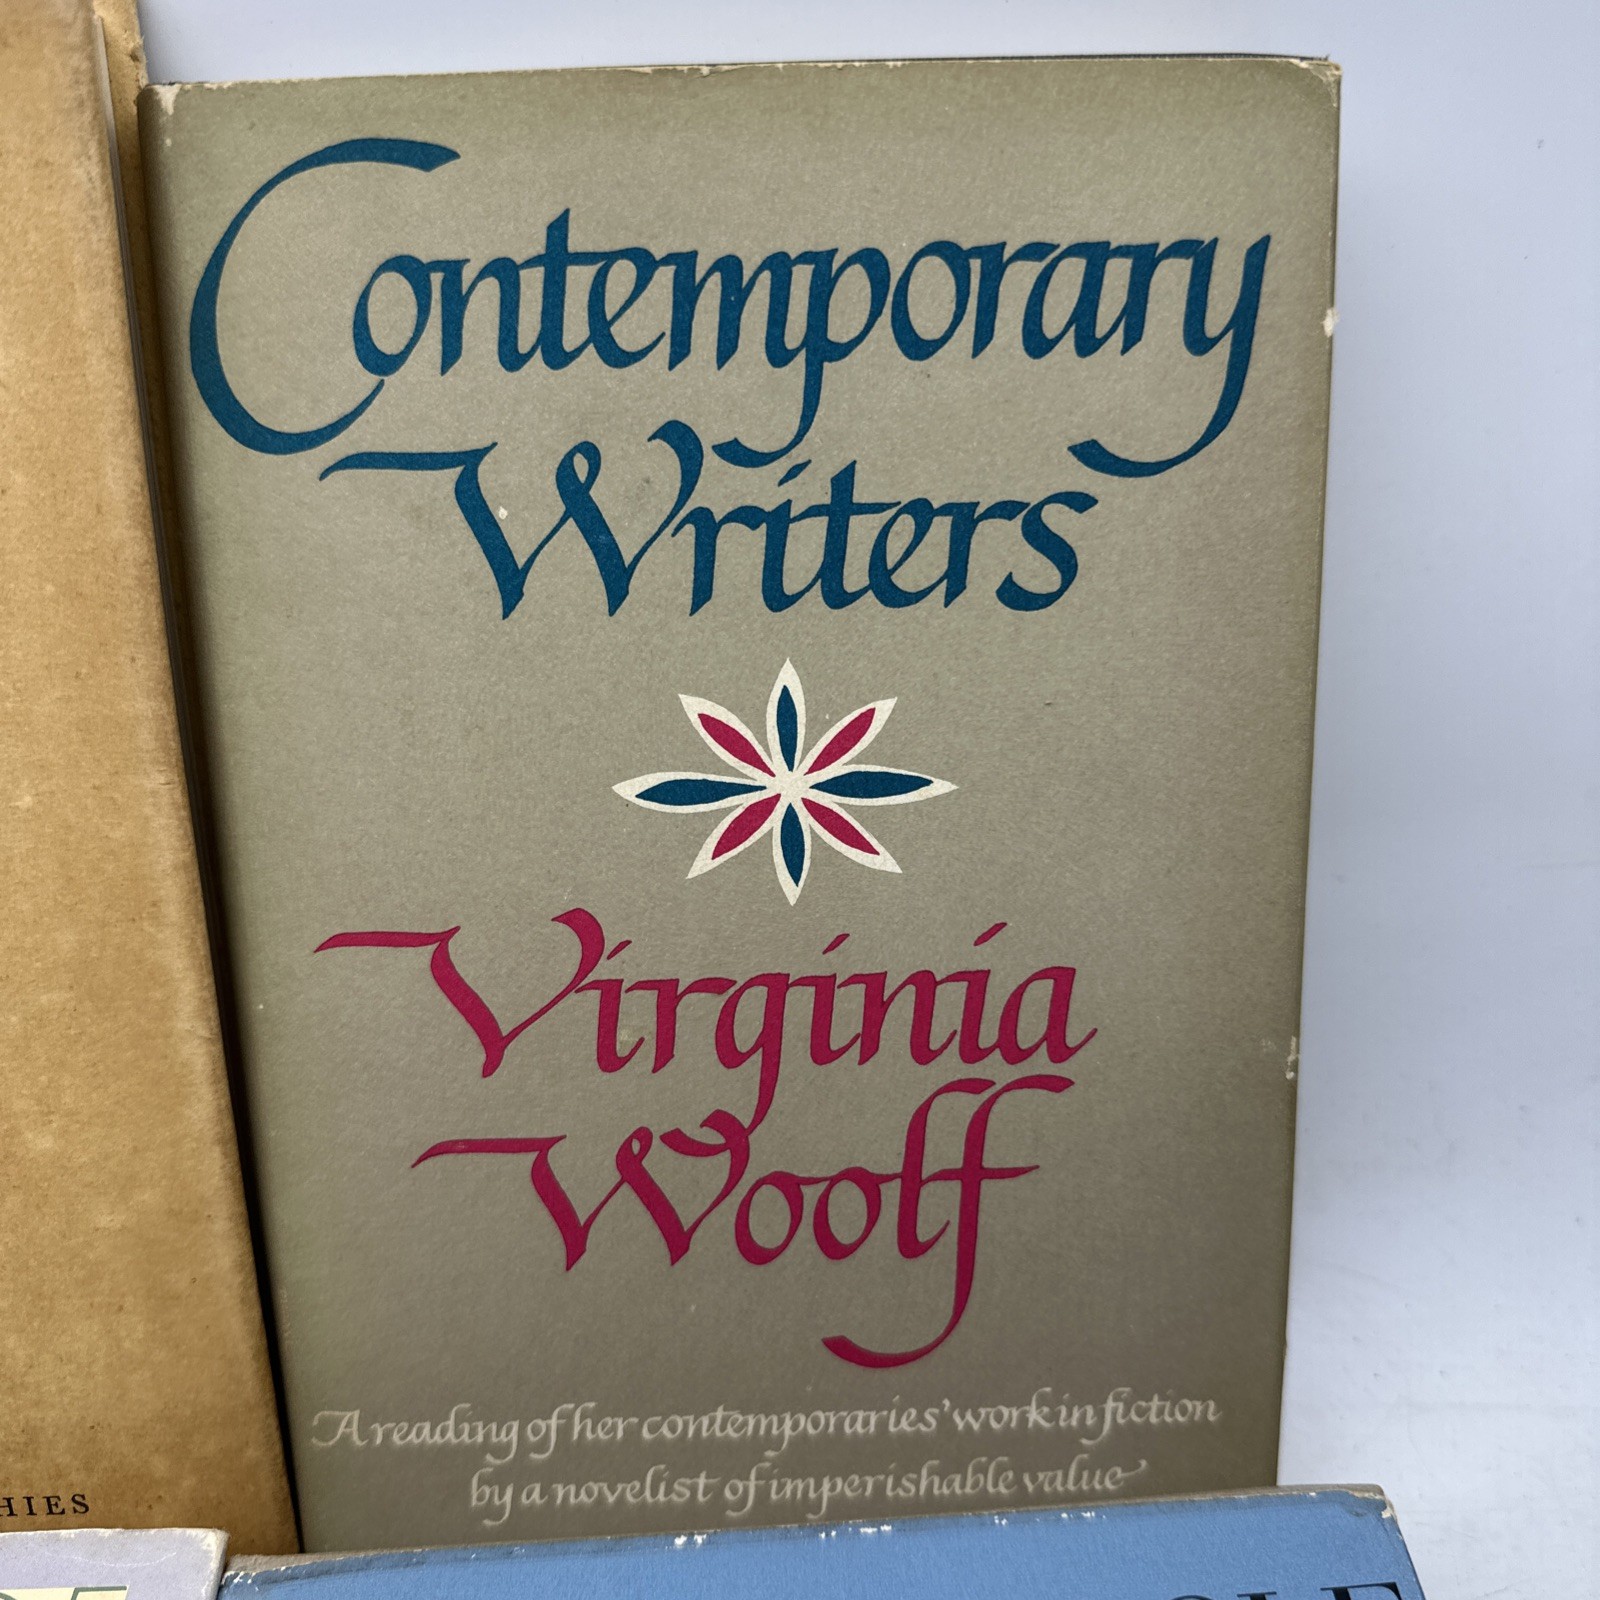 Contemporary
Writers
Virginia
Woolf
A reading of her contemporaries' work in fiction
by a novelist of imperishable value
HIES